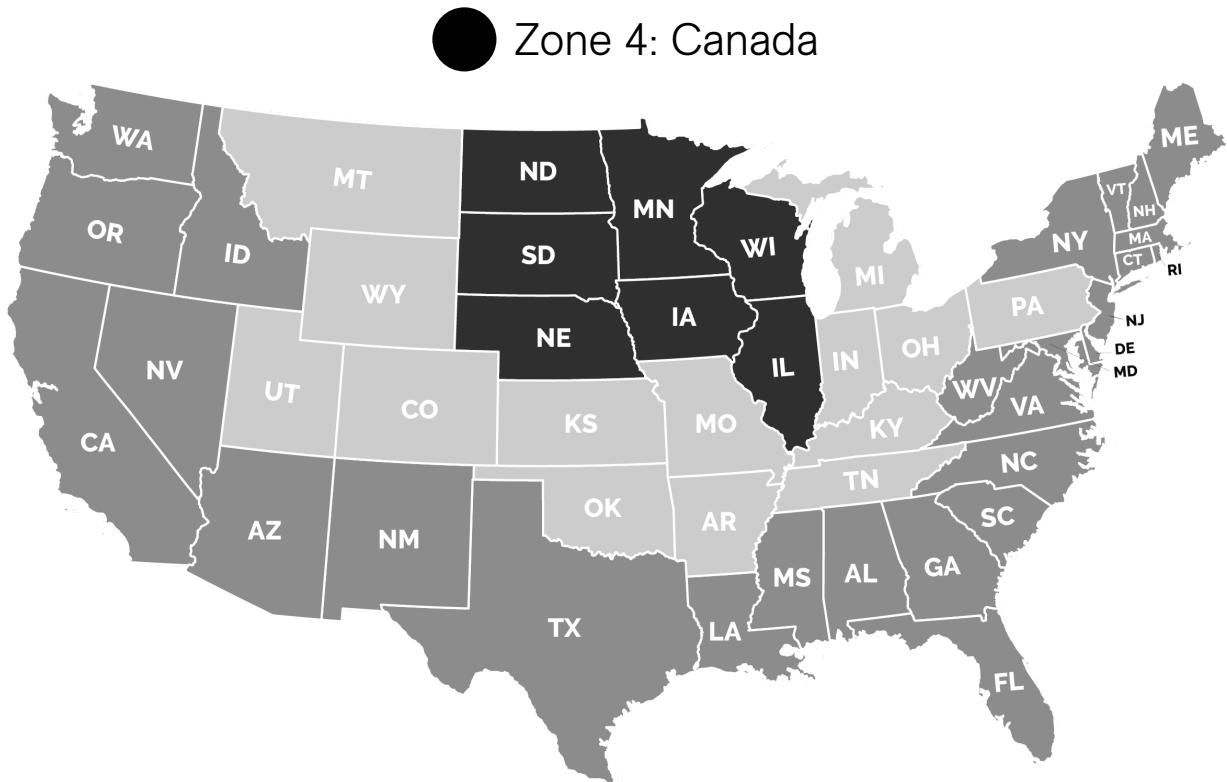 Zone 4: Canada
WA
MT
ND
MN
ME
VT
NH
OR
ID
SD
WI
NY
MA
CT
RI
WY
MI
PA
NE
IA
NJ
NV
UT
CO
IL
IN
OH
DE
MD
CA
KS
MO
KY
WV
VA
AZ
NM
OK
AR
TN
NC
SC
TX
LA
MS
AL
GA
FL